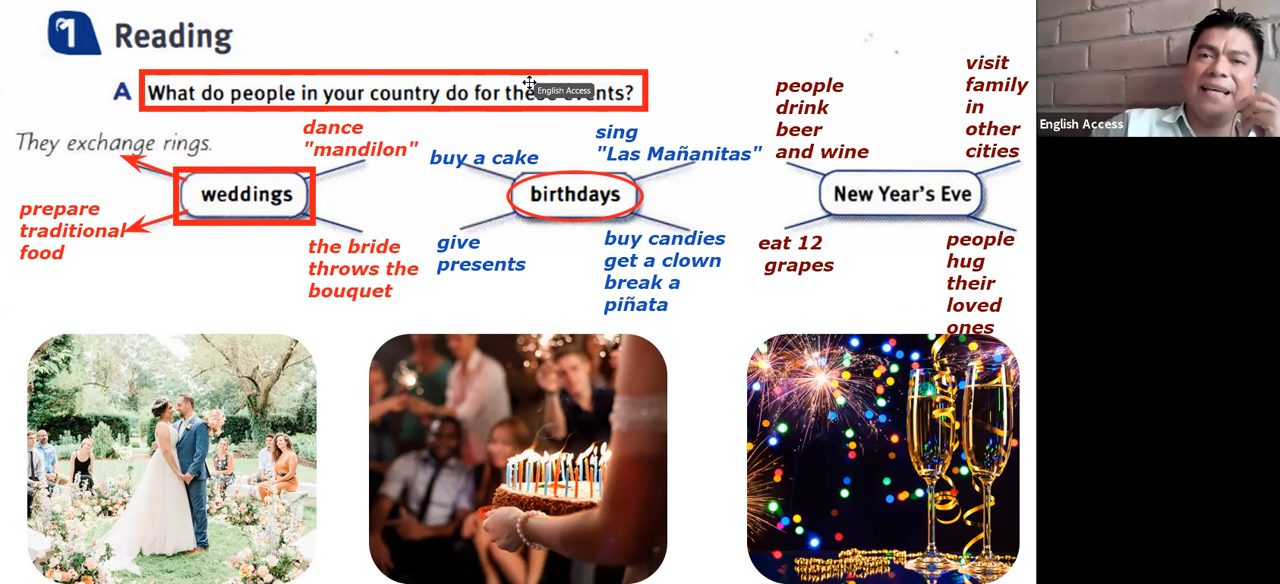 1 Reading
A What do people in your country do for these events?
English Access
They exchange rings.
dance
"mandilon"
weddings
prepare
traditional
food
the bride
throws the
bouquet
buy a cake
sing
"Las Mañanitas"
birthdays
give
presents
buy candies
get a clown
break a
piñata
people
drink
beer
and wine
visit
family
in
other
cities
New Year's Eve
eat 12
grapes
people
hug
their
loved
ones
English Access